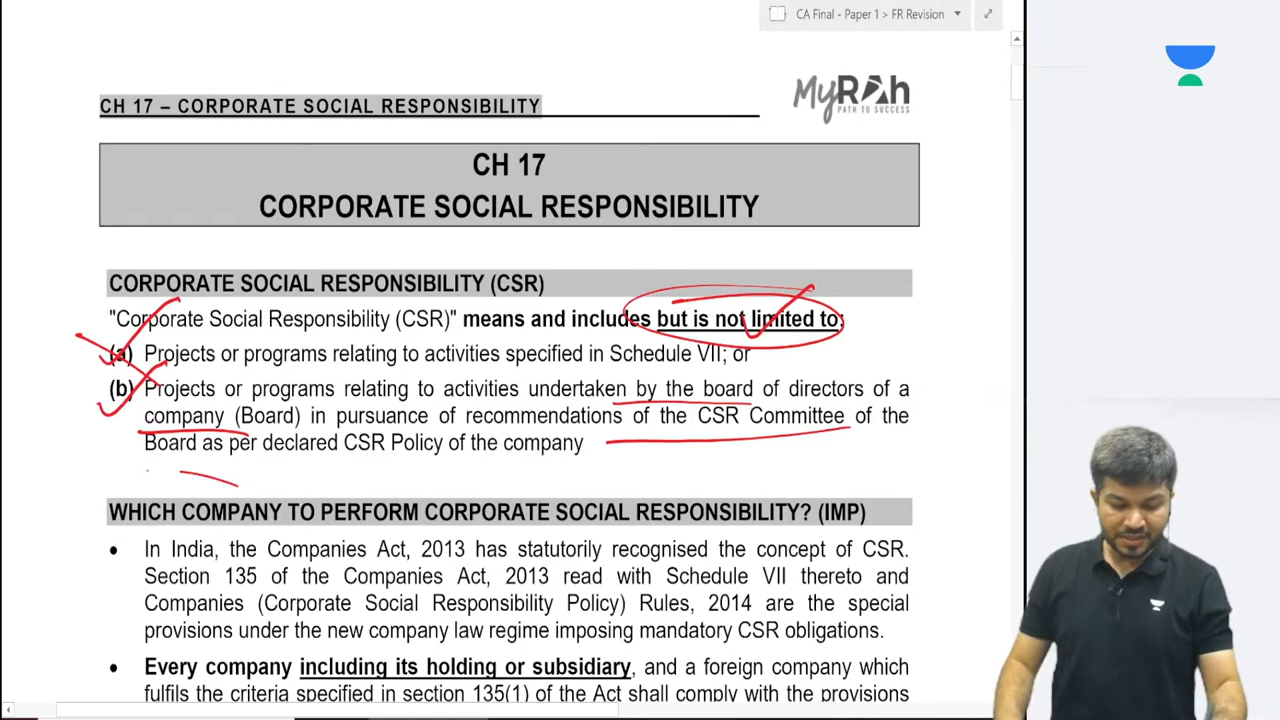 CA Final - Paper 1 > FR Revision
CH 17 – CORPORATE SOCIAL RESPONSIBILITY
MyRAh
PATH TO SUCCESS
CH 17
CORPORATE SOCIAL RESPONSIBILITY
CORPORATE SOCIAL RESPONSIBILITY (CSR)
"Corporate Social Responsibility (CSR)" means and includes but is not limited to:
(a) Projects or programs relating to activities specified in Schedule VII; or
(b) Projects or programs relating to activities undertaken by the board of directors of a
company (Board) in pursuance of recommendations of the CSR Committee of the
Board as per declared CSR Policy of the company
WHICH COMPANY TO PERFORM CORPORATE SOCIAL RESPONSIBILITY? (IMP)
• In India, the Companies Act, 2013 has statutorily recognised the concept of CSR.
Section 135 of the Companies Act, 2013 read with Schedule VII thereto and
Companies (Corporate Social Responsibility Policy) Rules, 2014 are the special
provisions under the new company law regime imposing mandatory CSR obligations.
• Every company including its holding or subsidiary, and a foreign company which
fulfils the criteria specified in section 135(1) of the Act shall comply with the provisions